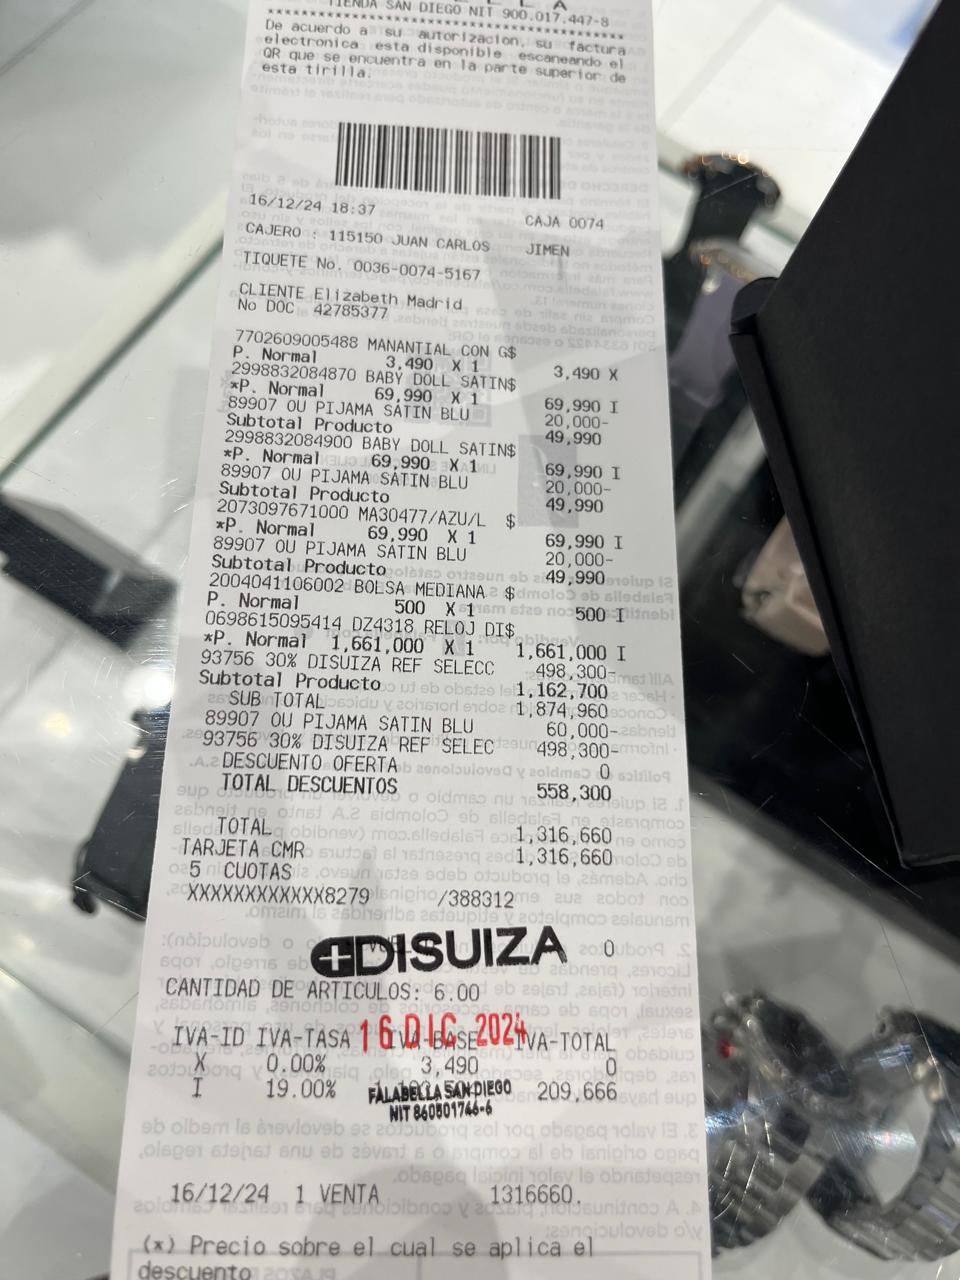 TIENDA SAN DIEGO NIT 900.017.447-8
****************************************
De acuerdo a su autorizacion, su factura
electronica esta disponible escaneando el
QR que se encuentra en la parte superior de
esta tirilla.
16/12/24 18:37 CAJA 0074
CAJERO : 115150 JUAN CARLOS JIMEN
TIQUETE No. 0036-0074-5167
CLIENTE Elizabeth Madrid
No DOC 42785377
7702609005488 MANANTIAL CON G$
P. Normal 3,490 X 1 3,490 X
2998832084870 BABY DOLL SATIN$
*P. Normal 69,990 X 1 69,990 I
89907 OU PIJAMA SATIN BLU 20,000-
Subtotal Producto 49,990
2998832084900 BABY DOLL SATIN$
*P. Normal 69,990 X 1 69,990 I
89907 OU PIJAMA SATIN BLU 20,000-
Subtotal Producto 49,990
2073097671000 MA30477/AZU/L $
*P. Normal 69,990 X 1 69,990 I
89907 OU PIJAMA SATIN BLU 20,000-
Subtotal Producto 49,990
2004041106002 BOLSA MEDIANA $
P. Normal 500 X 1 500 I
0698615095414 DZ4318 RELOJ DI$
*P. Normal 1,661,000 X 1 1,661,000 I
93756 30% DISUIZA REF SELECC 498,300-
Subtotal Producto 1,162,700
SUB TOTAL 1,874,960
89907 OU PIJAMA SATIN BLU 60,000-
93756 30% DISUIZA REF SELEC 498,300-
DESCUENTO OFERTA 0
TOTAL DESCUENTOS 558,300
TOTAL 1,316,660
TARJETA CMR 1,316,660
5 CUOTAS
XXXXXXXXXXXX8279 /388312
DISUIZA 0
CANTIDAD DE ARTICULOS: 6.00
16 DIC 2024
IVA-ID IVA-TASA IVA-BASE IVA-TOTAL
X 0.00% 3,490 0
I 19.00% 209,666
FALABELLA SAN DIEGO
NIT 860501746-6
16/12/24 1 VENTA 1316660.
(*) Precio sobre el cual se aplica el
descuento